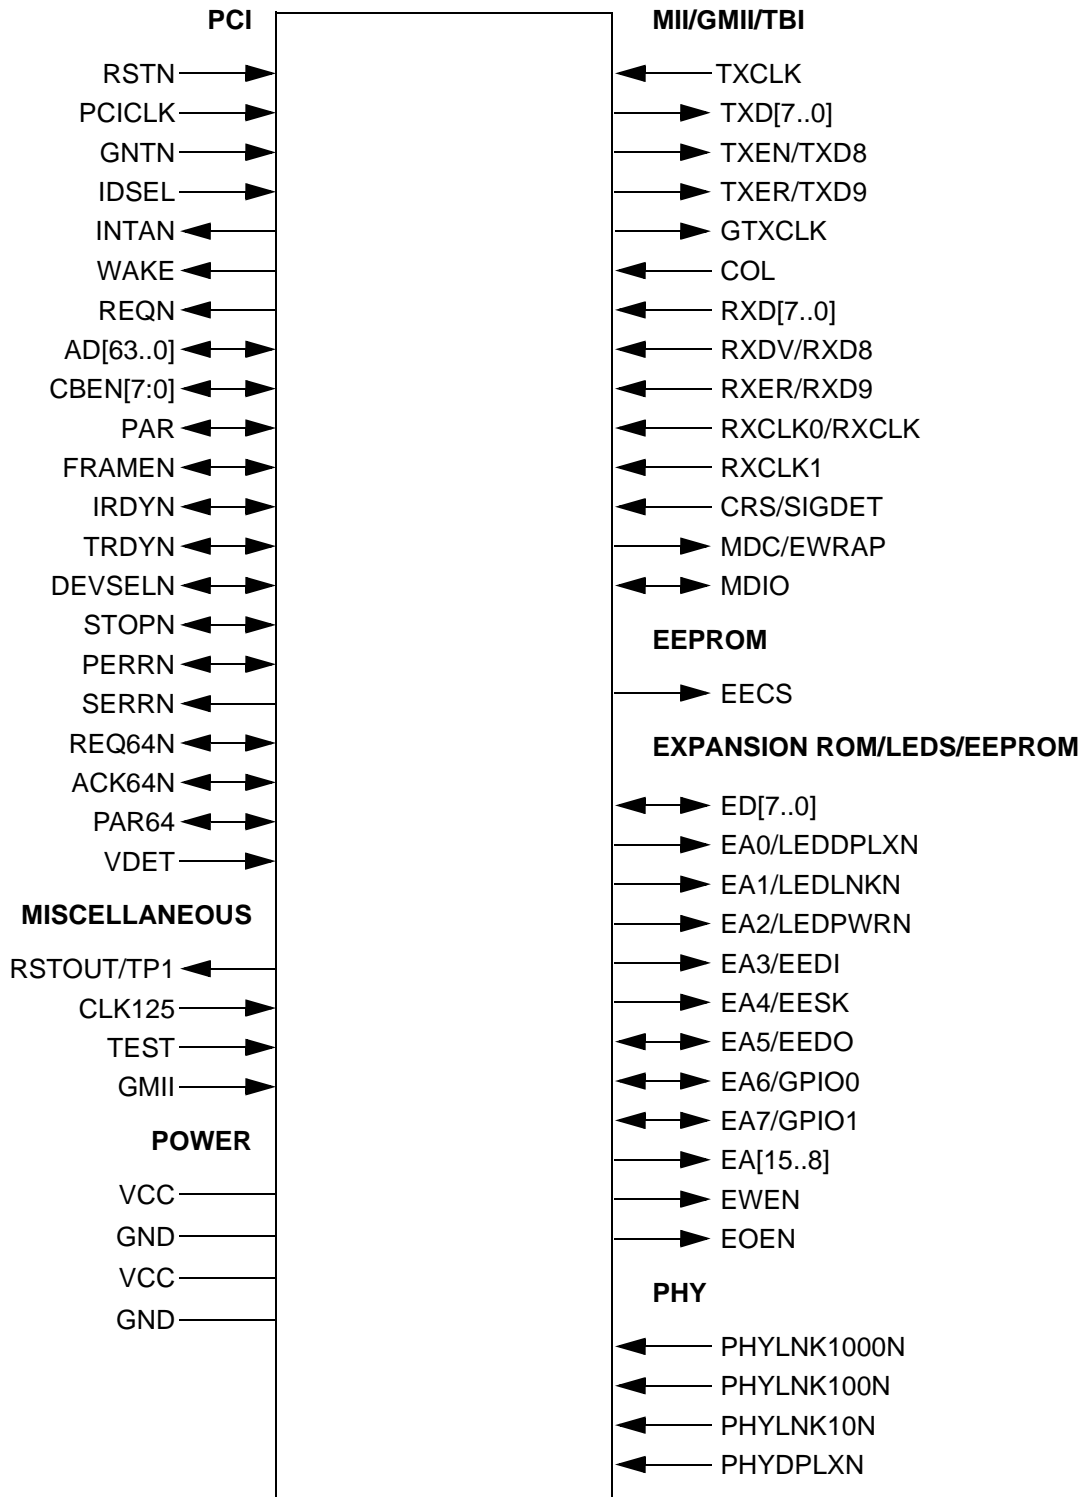 PCI
RSTN
PCICLK
GNTN
IDSEL
INTAN
WAKE
REQN
AD[63..0]
CBEN[7:0]
PAR
FRAMEN
IRDYN
TRDYN
DEVSELN
STOPN
PERRN
SERRN
REQ64N
ACK64N
PAR64
VDET
MISCELLANEOUS
RSTOUT/TP1
CLK125
TEST
GMII
POWER
VCC
GND
VCC
GND
MII/GMII/TBI
TXCLK
TXD[7..0]
TXEN/TXD8
TXER/TXD9
GTXCLK
COL
RXD[7..0]
RXDV/RXD8
RXER/RXD9
RXCLK0/RXCLK
RXCLK1
CRS/SIGDET
MDC/EWRAP
MDIO
EEPROM
EECS
EXPANSION ROM/LEDS/EEPROM
ED[7..0]
EA0/LEDDPLXN
EA1/LEDLNKN
EA2/LEDPWRN
EA3/EEDI
EA4/EESK
EA5/EEDO
EA6/GPIO0
EA7/GPIO1
EA[15..8]
EWEN
EOEN
PHY
PHYLNK1000N
PHYLNK100N
PHYLNK10N
PHYDPLXN